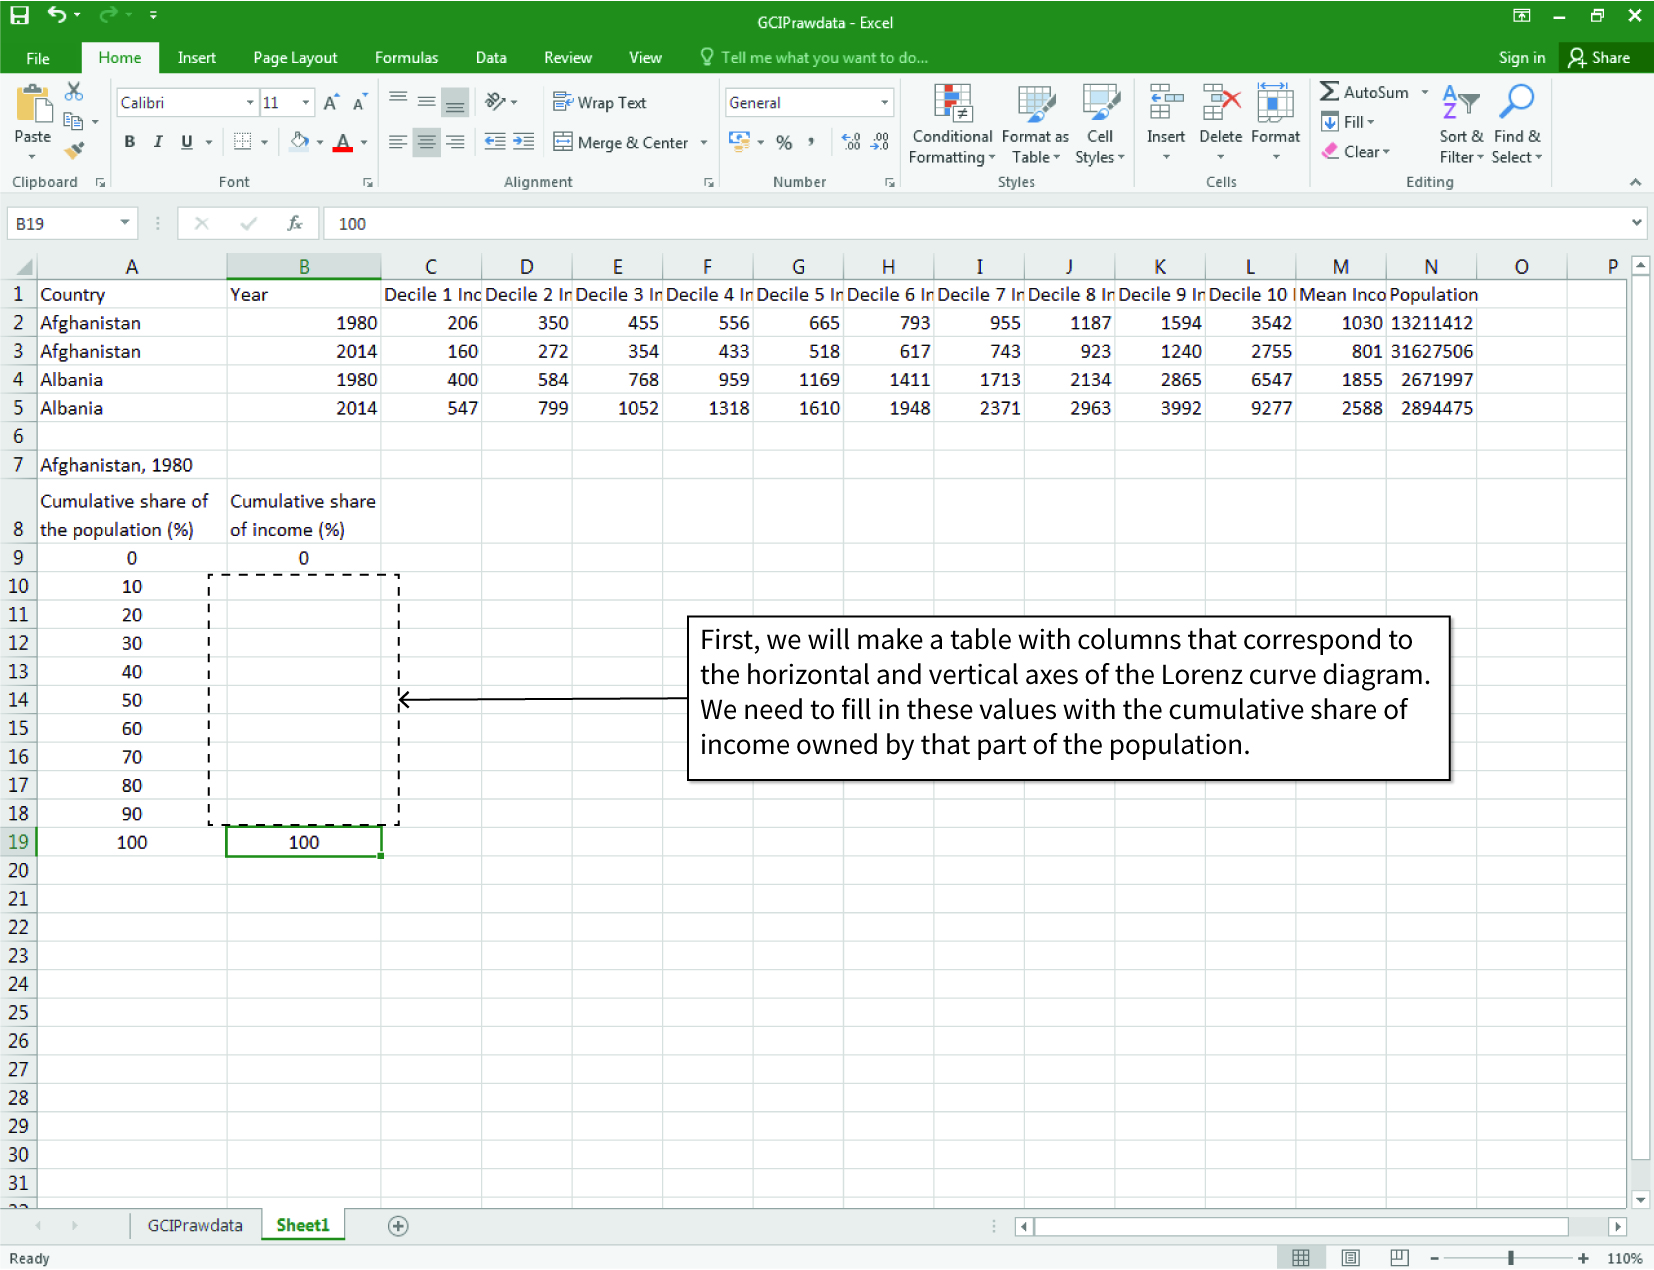 GCIPrawdata - Excel
File Home Insert Page Layout Formulas Data Review View Tell me what you want to do... Sign in Share
Calibri 11 A A Wrap Text General AutoSum
Fill
Paste B I U A Merge & Center % , Conditional Formatting Format as Table Cell Styles Insert Delete Format Clear Sort & Filter Find & Select
Clipboard Font Alignment Number Styles Cells Editing
B19 fx 100
A B C D E F G H I J K L M N O P
1 Country Year Decile 1 Inc Decile 2 In Decile 3 In Decile 4 In Decile 5 In Decile 6 In Decile 7 In Decile 8 In Decile 9 In Decile 10 I Mean Inco Population
2 Afghanistan 1980 206 350 455 556 665 793 955 1187 1594 3542 1030 13211412
3 Afghanistan 2014 160 272 354 433 518 617 743 923 1240 2755 801 31627506
4 Albania 1980 400 584 768 959 1169 1411 1713 2134 2865 6547 1855 2671997
5 Albania 2014 547 799 1052 1318 1610 1948 2371 2963 3992 9277 2588 2894475
6
7 Afghanistan, 1980
Cumulative share of Cumulative share
8 the population (%) of income (%)
9 0 0
10 10
11 20
12 30
13 40
14 50
15 60
16 70
17 80
18 90
19 100 100
First, we will make a table with columns that correspond to
the horizontal and vertical axes of the Lorenz curve diagram.
We need to fill in these values with the cumulative share of
income owned by that part of the population.
20
21
22
23
24
25
26
27
28
29
30
31
GCIPrawdata Sheet1
Ready 110%